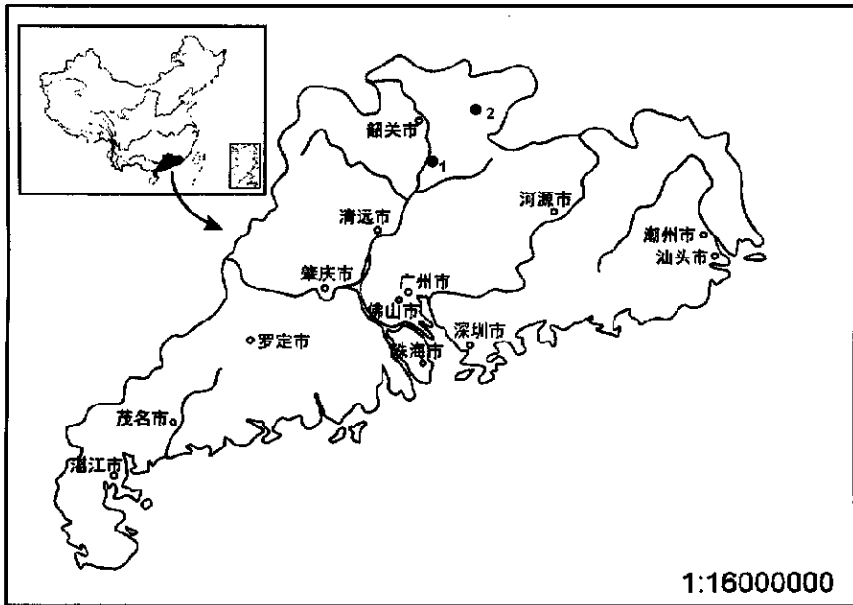 韶关市
2
1
河源市
清远市
潮州市
汕头市
肇庆市
广州市
佛山市
罗定市
深圳市
珠海市
茂名市
湛江市
1:16000000